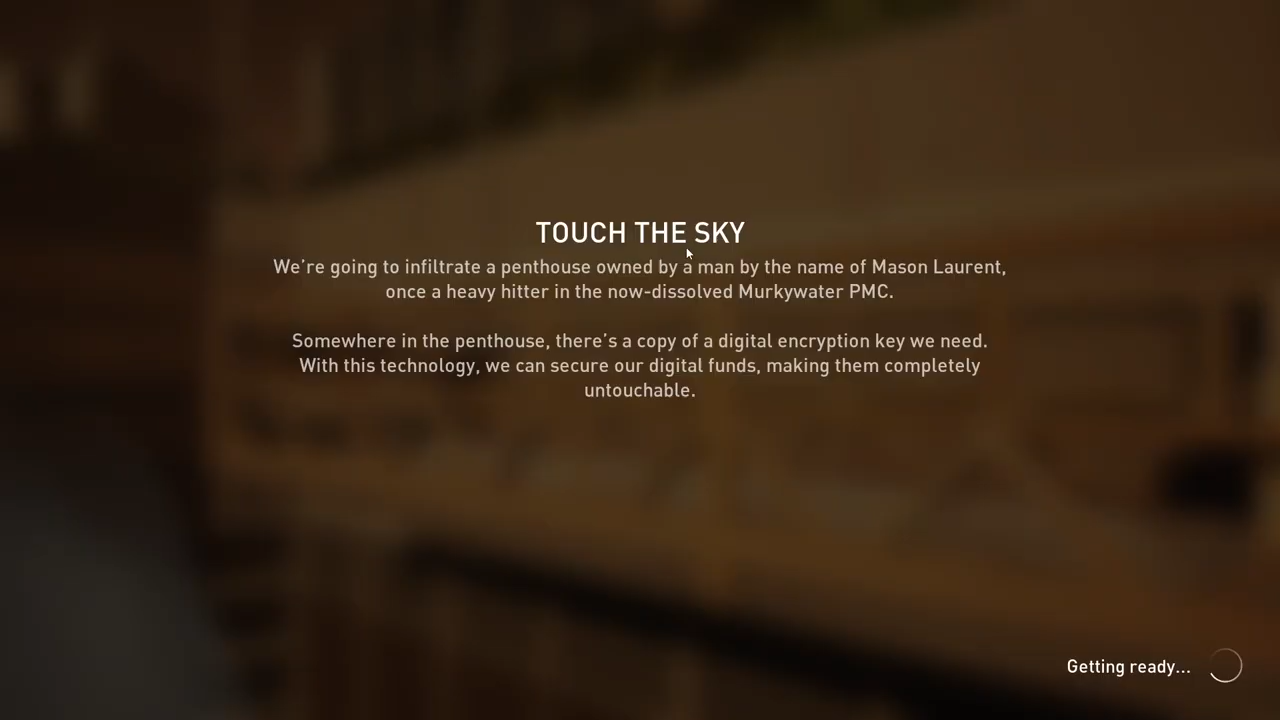 TOUCH THE SKY
We're going to infiltrate a penthouse owned by a man by the name of Mason Laurent,
once a heavy hitter in the now-dissolved Murkywater PMC.
Somewhere in the penthouse, there's a copy of a digital encryption key we need.
With this technology, we can secure our digital funds, making them completely
untouchable.
Getting ready...